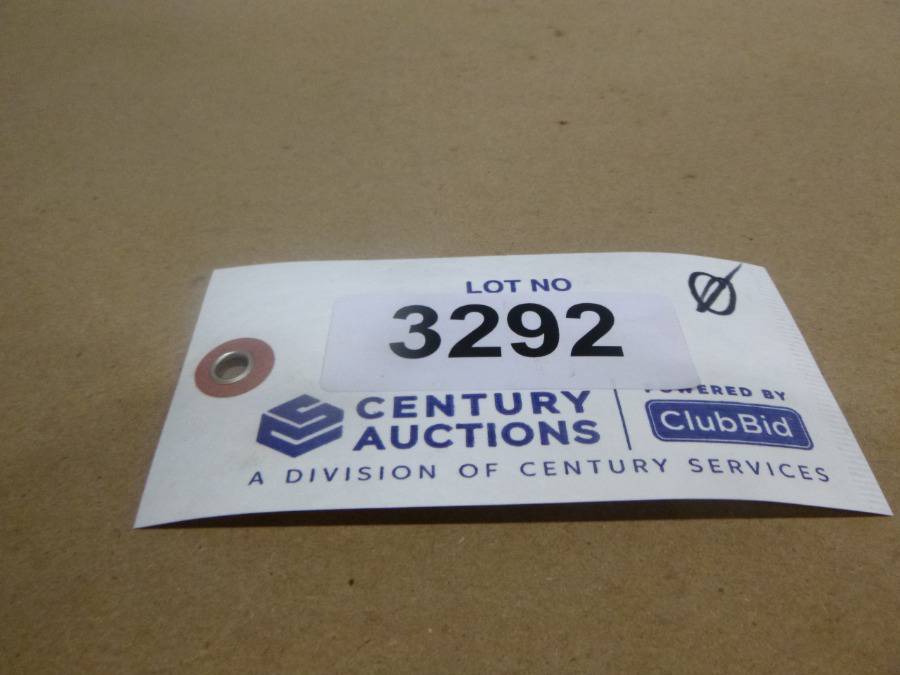 LOT NO
Ø
3292
CENTURY
AUCTIONS
POWERED BY
ClubBid
A DIVISION OF CENTURY SERVICES